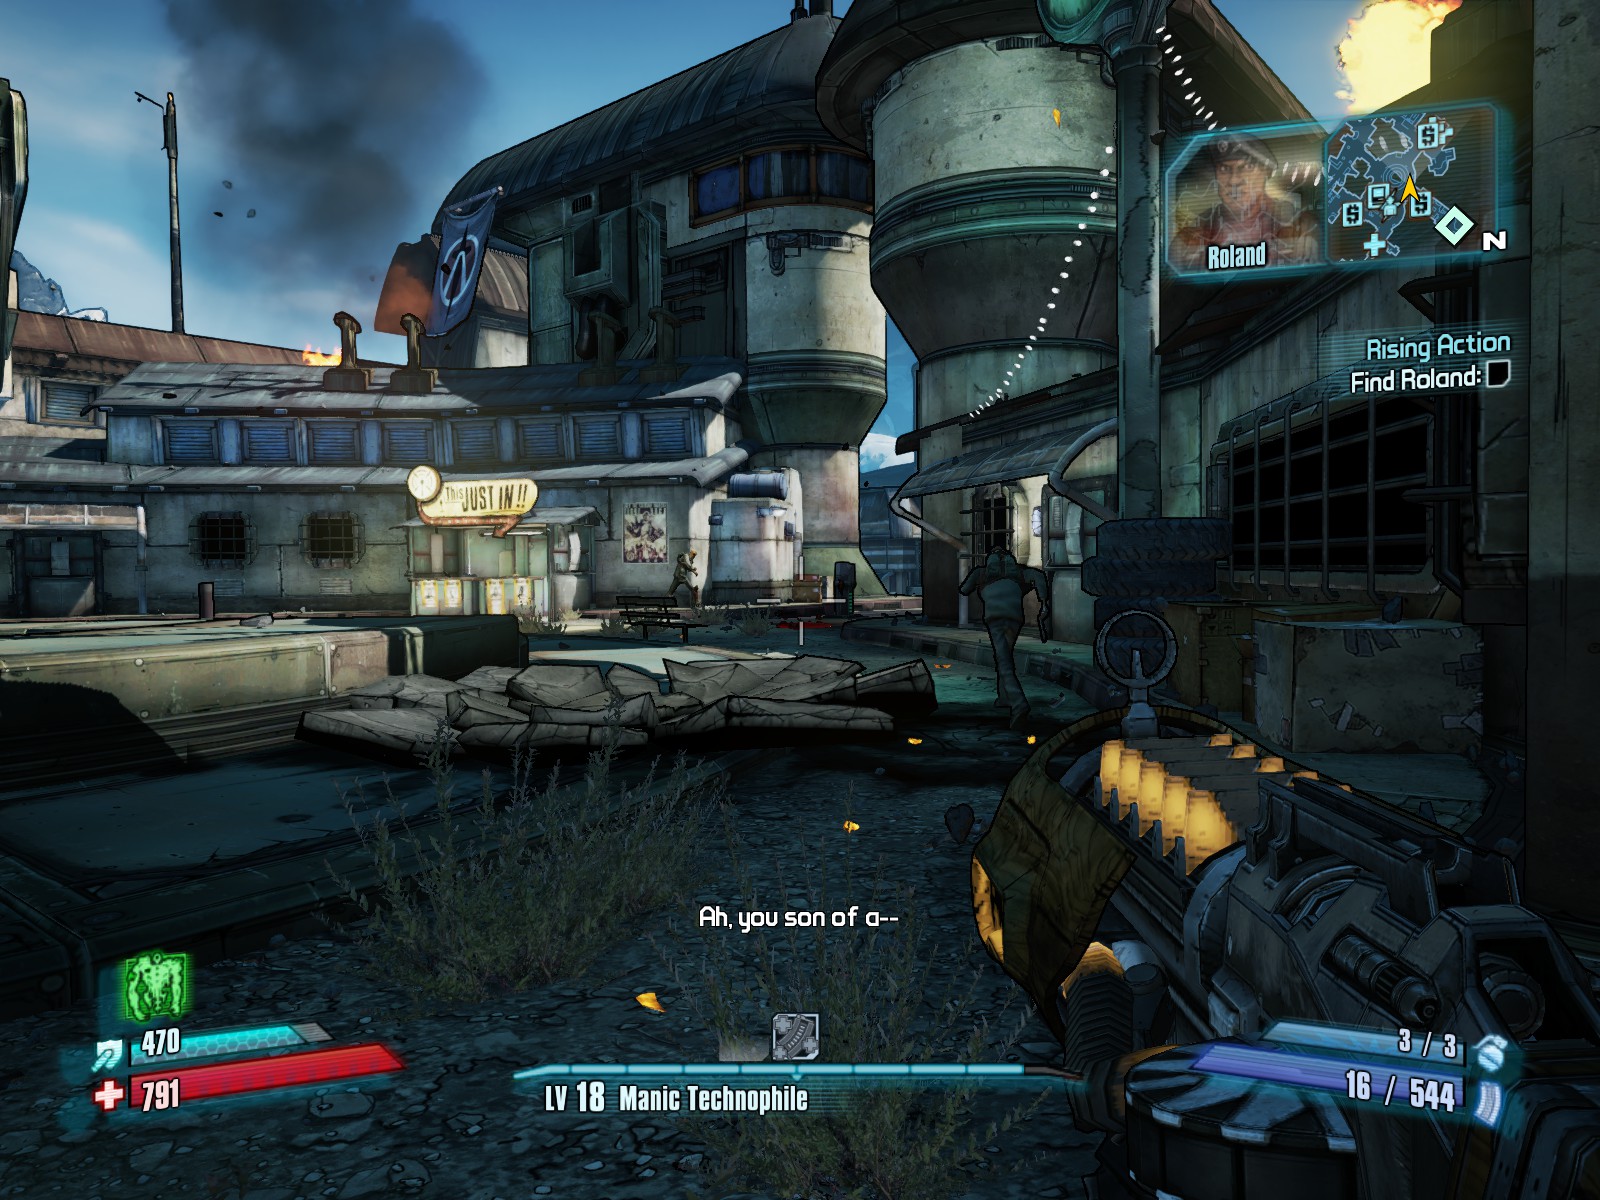 Roland
N
Rising Action
Find Roland:
This JUST IN!!
Ah, you son of a--
470
791
LV 18 Manic Technophile
3 / 3
16 / 544